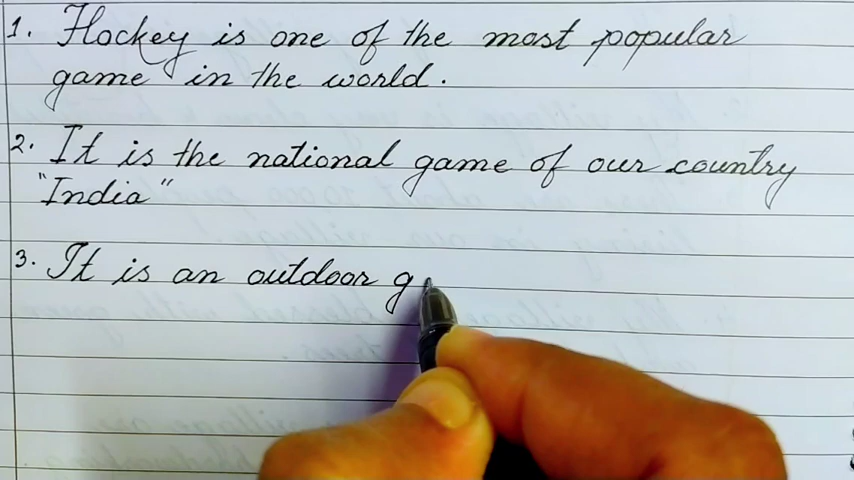 1. Hockey is one of the most popular
game in the world.
2. It is the national game of our country
"India"
3. It is an outdoor g